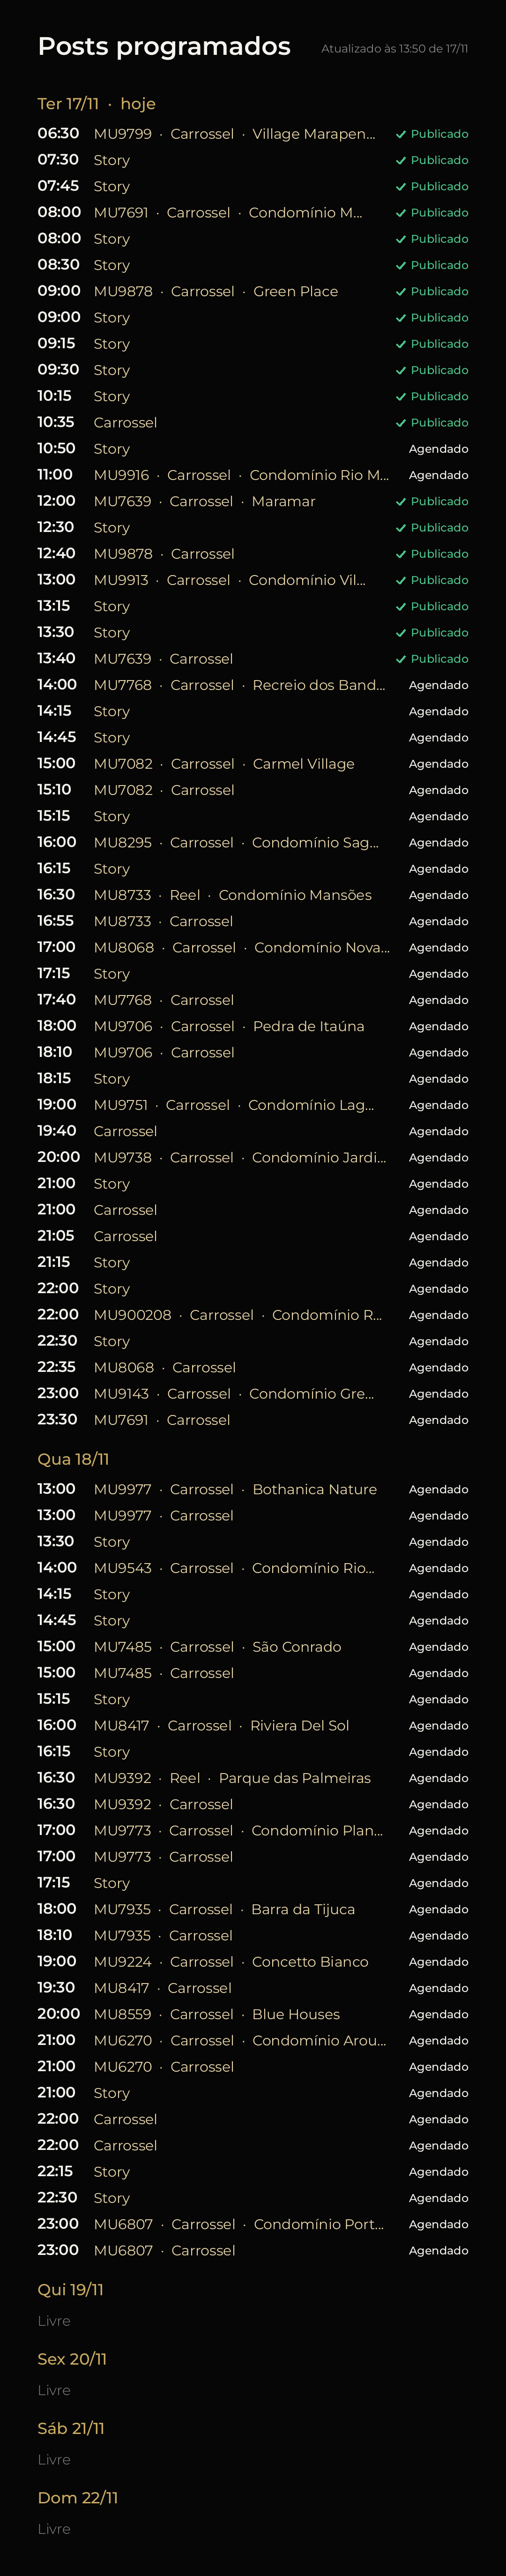 Posts programados Atualizado às 13:50 de 17/11
Ter 17/11 · hoje
06:30 MU9799 · Carrossel · Village Marapen... ✓ Publicado
07:30 Story ✓ Publicado
07:45 Story ✓ Publicado
08:00 MU7691 · Carrossel · Condomínio M... ✓ Publicado
08:00 Story ✓ Publicado
08:30 Story ✓ Publicado
09:00 MU9878 · Carrossel · Green Place ✓ Publicado
09:00 Story ✓ Publicado
09:15 Story ✓ Publicado
09:30 Story ✓ Publicado
10:15 Story ✓ Publicado
10:35 Carrossel ✓ Publicado
10:50 Story Agendado
11:00 MU9916 · Carrossel · Condomínio Rio M... Agendado
12:00 MU7639 · Carrossel · Maramar ✓ Publicado
12:30 Story ✓ Publicado
12:40 MU9878 · Carrossel ✓ Publicado
13:00 MU9913 · Carrossel · Condomínio Vil... ✓ Publicado
13:15 Story ✓ Publicado
13:30 Story ✓ Publicado
13:40 MU7639 · Carrossel ✓ Publicado
14:00 MU7768 · Carrossel · Recreio dos Band... Agendado
14:15 Story Agendado
14:45 Story Agendado
15:00 MU7082 · Carrossel · Carmel Village Agendado
15:10 MU7082 · Carrossel Agendado
15:15 Story Agendado
16:00 MU8295 · Carrossel · Condomínio Sag... Agendado
16:15 Story Agendado
16:30 MU8733 · Reel · Condomínio Mansões Agendado
16:55 MU8733 · Carrossel Agendado
17:00 MU8068 · Carrossel · Condomínio Nova... Agendado
17:15 Story Agendado
17:40 MU7768 · Carrossel Agendado
18:00 MU9706 · Carrossel · Pedra de Itaúna Agendado
18:10 MU9706 · Carrossel Agendado
18:15 Story Agendado
19:00 MU9751 · Carrossel · Condomínio Lag... Agendado
19:40 Carrossel Agendado
20:00 MU9738 · Carrossel · Condomínio Jardi... Agendado
21:00 Story Agendado
21:00 Carrossel Agendado
21:05 Carrossel Agendado
21:15 Story Agendado
22:00 Story Agendado
22:00 MU900208 · Carrossel · Condomínio R... Agendado
22:30 Story Agendado
22:35 MU8068 · Carrossel Agendado
23:00 MU9143 · Carrossel · Condomínio Gre... Agendado
23:30 MU7691 · Carrossel Agendado
Qua 18/11
13:00 MU9977 · Carrossel · Bothanica Nature Agendado
13:00 MU9977 · Carrossel Agendado
13:30 Story Agendado
14:00 MU9543 · Carrossel · Condomínio Rio... Agendado
14:15 Story Agendado
14:45 Story Agendado
15:00 MU7485 · Carrossel · São Conrado Agendado
15:00 MU7485 · Carrossel Agendado
15:15 Story Agendado
16:00 MU8417 · Carrossel · Riviera Del Sol Agendado
16:15 Story Agendado
16:30 MU9392 · Reel · Parque das Palmeiras Agendado
16:30 MU9392 · Carrossel Agendado
17:00 MU9773 · Carrossel · Condomínio Plan... Agendado
17:00 MU9773 · Carrossel Agendado
17:15 Story Agendado
18:00 MU7935 · Carrossel · Barra da Tijuca Agendado
18:10 MU7935 · Carrossel Agendado
19:00 MU9224 · Carrossel · Concetto Bianco Agendado
19:30 MU8417 · Carrossel Agendado
20:00 MU8559 · Carrossel · Blue Houses Agendado
21:00 MU6270 · Carrossel · Condomínio Arou... Agendado
21:00 MU6270 · Carrossel Agendado
21:00 Story Agendado
22:00 Carrossel Agendado
22:00 Carrossel Agendado
22:15 Story Agendado
22:30 Story Agendado
23:00 MU6807 · Carrossel · Condomínio Port... Agendado
23:00 MU6807 · Carrossel Agendado
Qui 19/11
Livre
Sex 20/11
Livre
Sáb 21/11
Livre
Dom 22/11
Livre